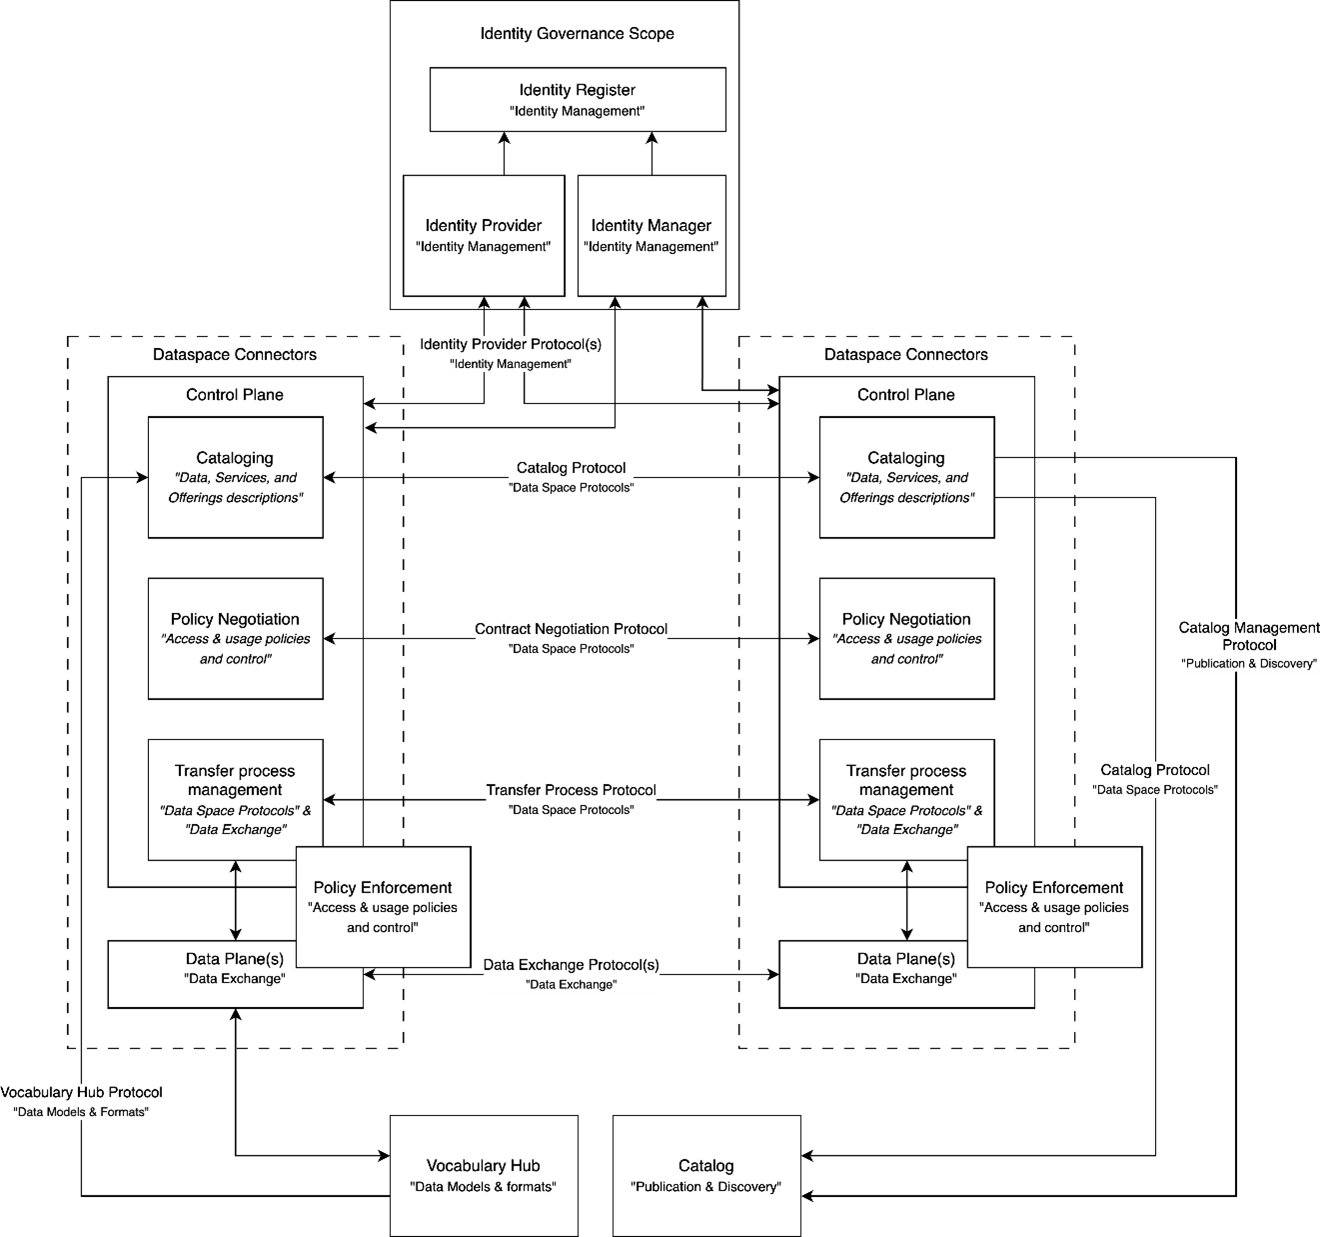 Identity Governance Scope
Identity Register
"Identity Management"
Identity Provider
"Identity Management"
Identity Manager
"Identity Management"
Identity Provider Protocol(s)
"Identity Management"
Dataspace Connectors
Control Plane
Cataloging
"Data, Services, and
Offerings descriptions"
Policy Negotiation
"Access & usage policies
and control"
Transfer process
management
"Data Space Protocols" &
"Data Exchange"
Policy Enforcement
"Access & usage policies
and control"
Data Plane(s)
"Data Exchange"
Catalog Protocol
"Data Space Protocols"
Contract Negotiation Protocol
"Data Space Protocols"
Transfer Process Protocol
"Data Space Protocols"
Data Exchange Protocol(s)
"Data Exchange"
Dataspace Connectors
Control Plane
Cataloging
"Data, Services, and
Offerings descriptions"
Policy Negotiation
"Access & usage policies
and control"
Transfer process
management
"Data Space Protocols" &
"Data Exchange"
Policy Enforcement
"Access & usage policies
and control"
Data Plane(s)
"Data Exchange"
Catalog Management
Protocol
"Publication & Discovery"
Catalog Protocol
"Data Space Protocols"
Vocabulary Hub Protocol
"Data Models & Formats"
Vocabulary Hub
"Data Models & formats"
Catalog
"Publication & Discovery"